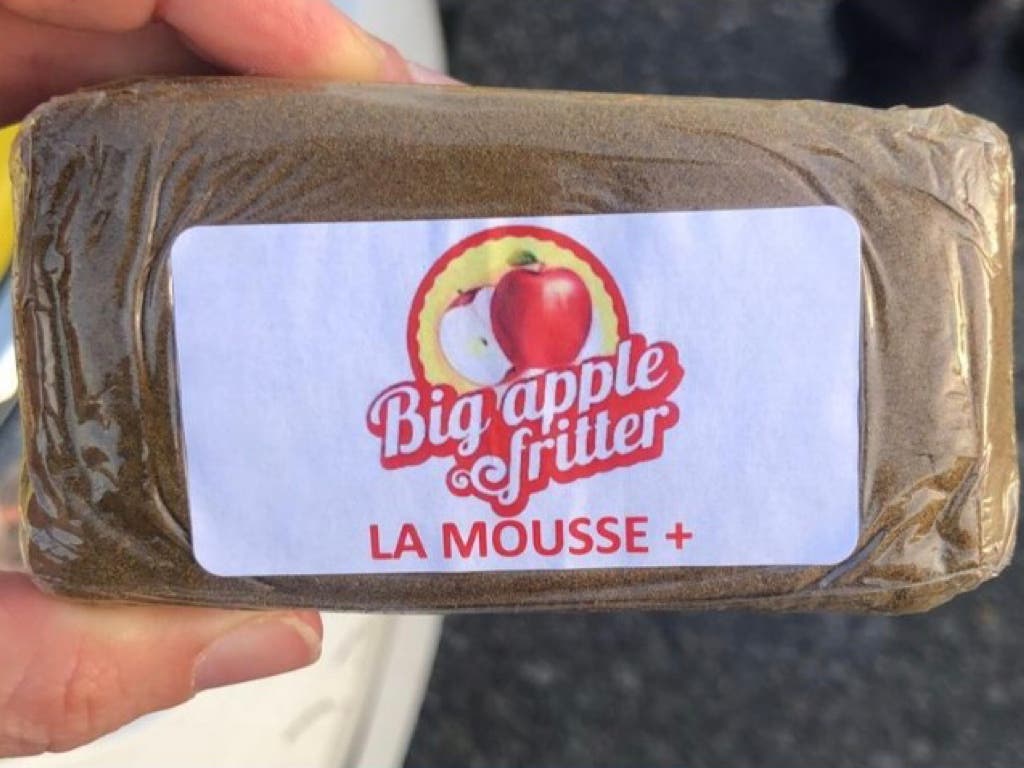 Big apple
fritter
LA MOUSSE +